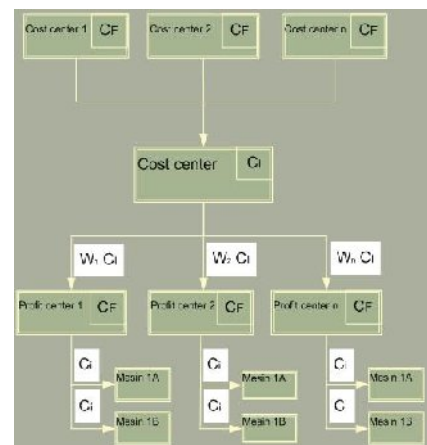 Cost center 1 CF
Cost center 2 CF
Cost center n CF
Cost center Ci
W1 Ci
W2 Ci
Wn Ci
Profit center 1 CF
Profit center 2 CF
Profit center n CF
Ci
Ci
Ci
Mesin 1A
Mesin 1A
Mesin 1A
Ci
Ci
C
Mesin 1B
Mesin 1B
Mesin 1B